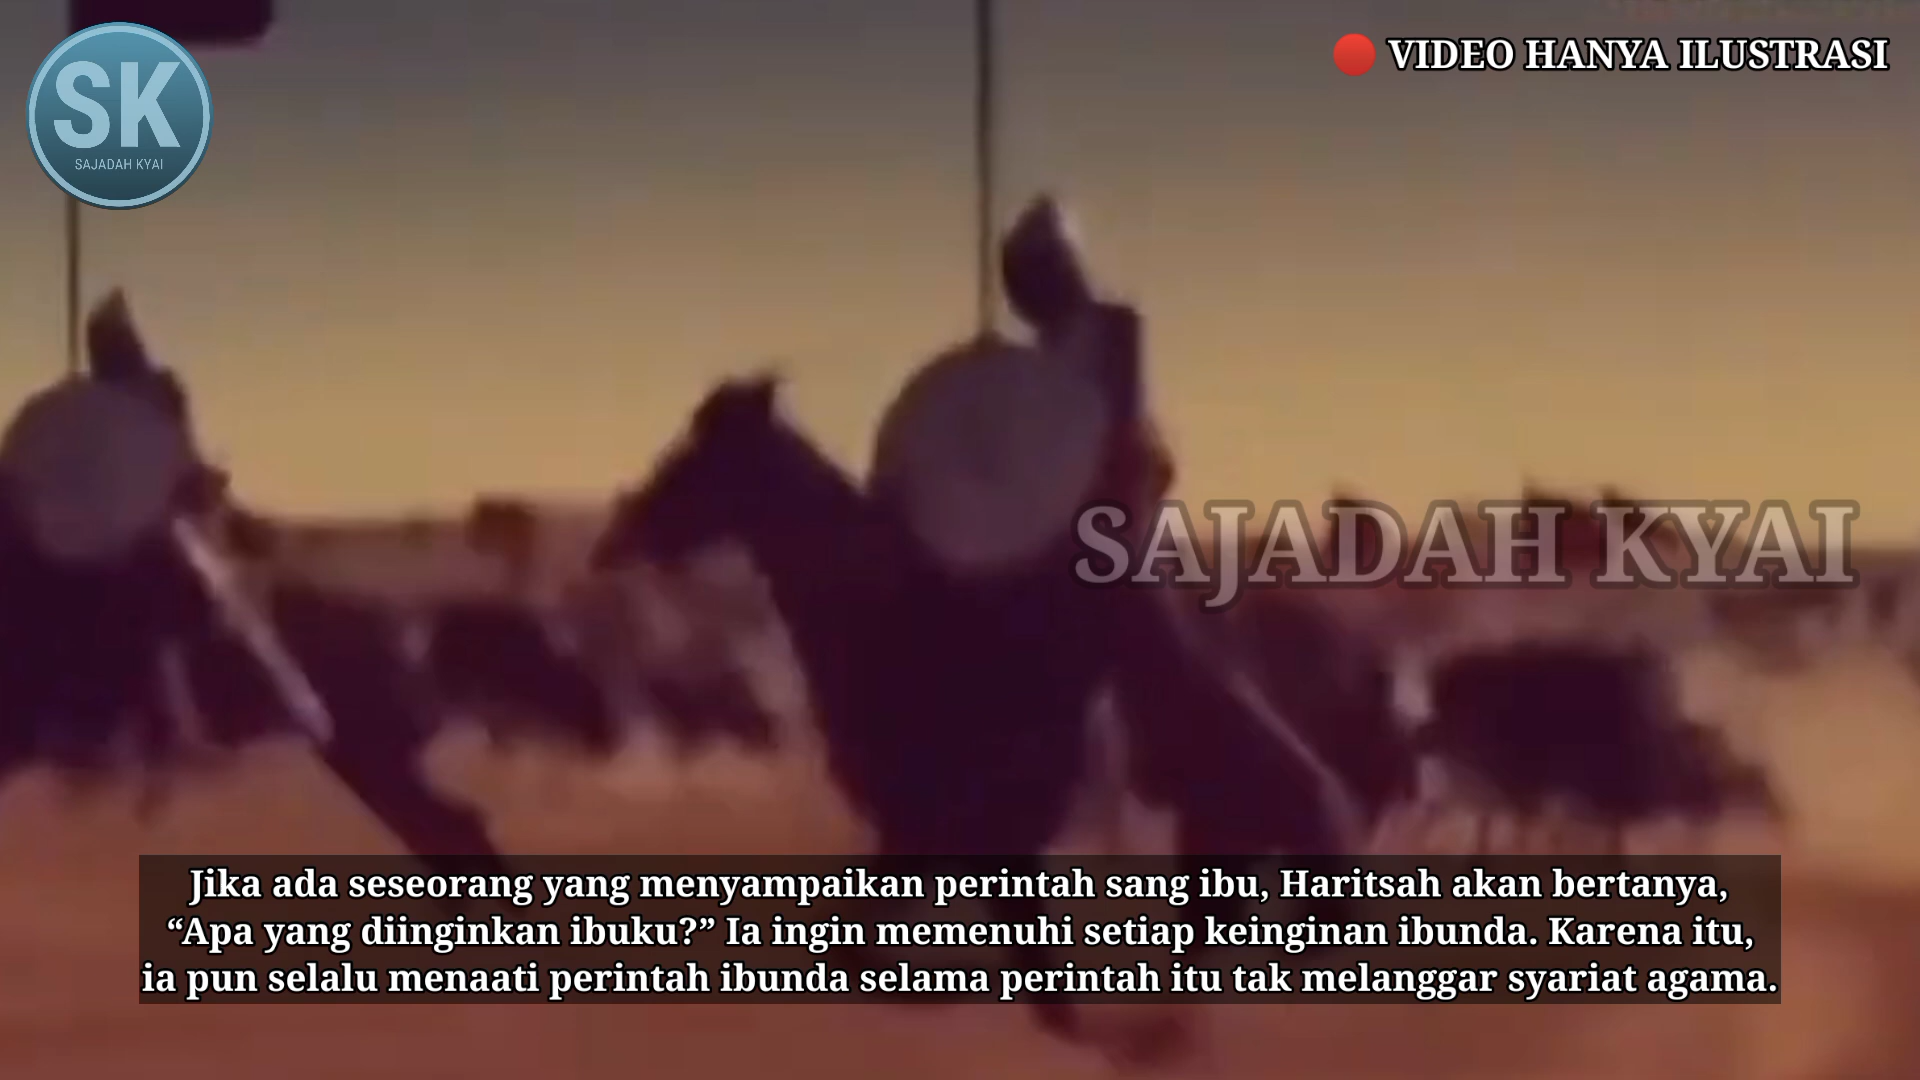 SK
SAJADAH KYAI
VIDEO HANYA ILUSTRASI
SAJADAH KYAI
Jika ada seseorang yang menyampaikan perintah sang ibu, Haritsah akan bertanya,
“Apa yang diinginkan ibuku?” Ia ingin memenuhi setiap keinginan ibunda. Karena itu,
ia pun selalu menaati perintah ibunda selama perintah itu tak melanggar syariat agama.